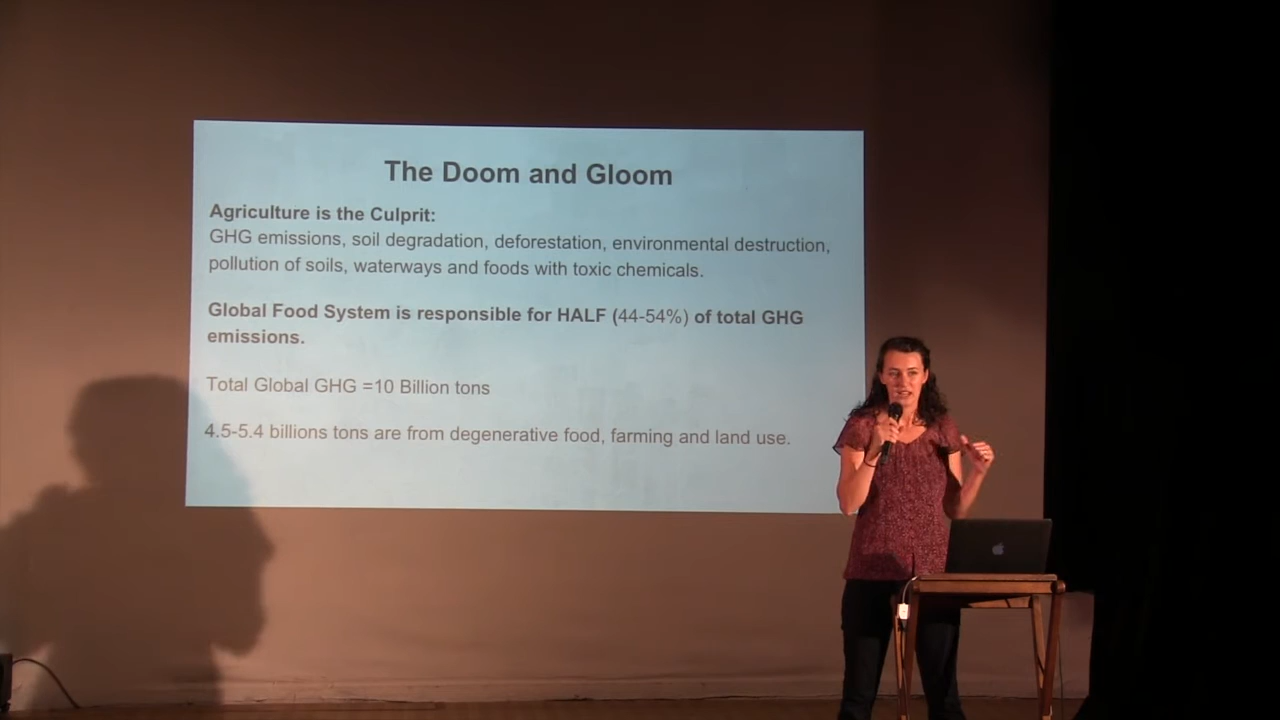 The Doom and Gloom
Agriculture is the Culprit:
GHG emissions, soil degradation, deforestation, environmental destruction,
pollution of soils, waterways and foods with toxic chemicals.
Global Food System is responsible for HALF (44-54%) of total GHG
emissions.
Total Global GHG =10 Billion tons
4.5-5.4 billions tons are from degenerative food, farming and land use.